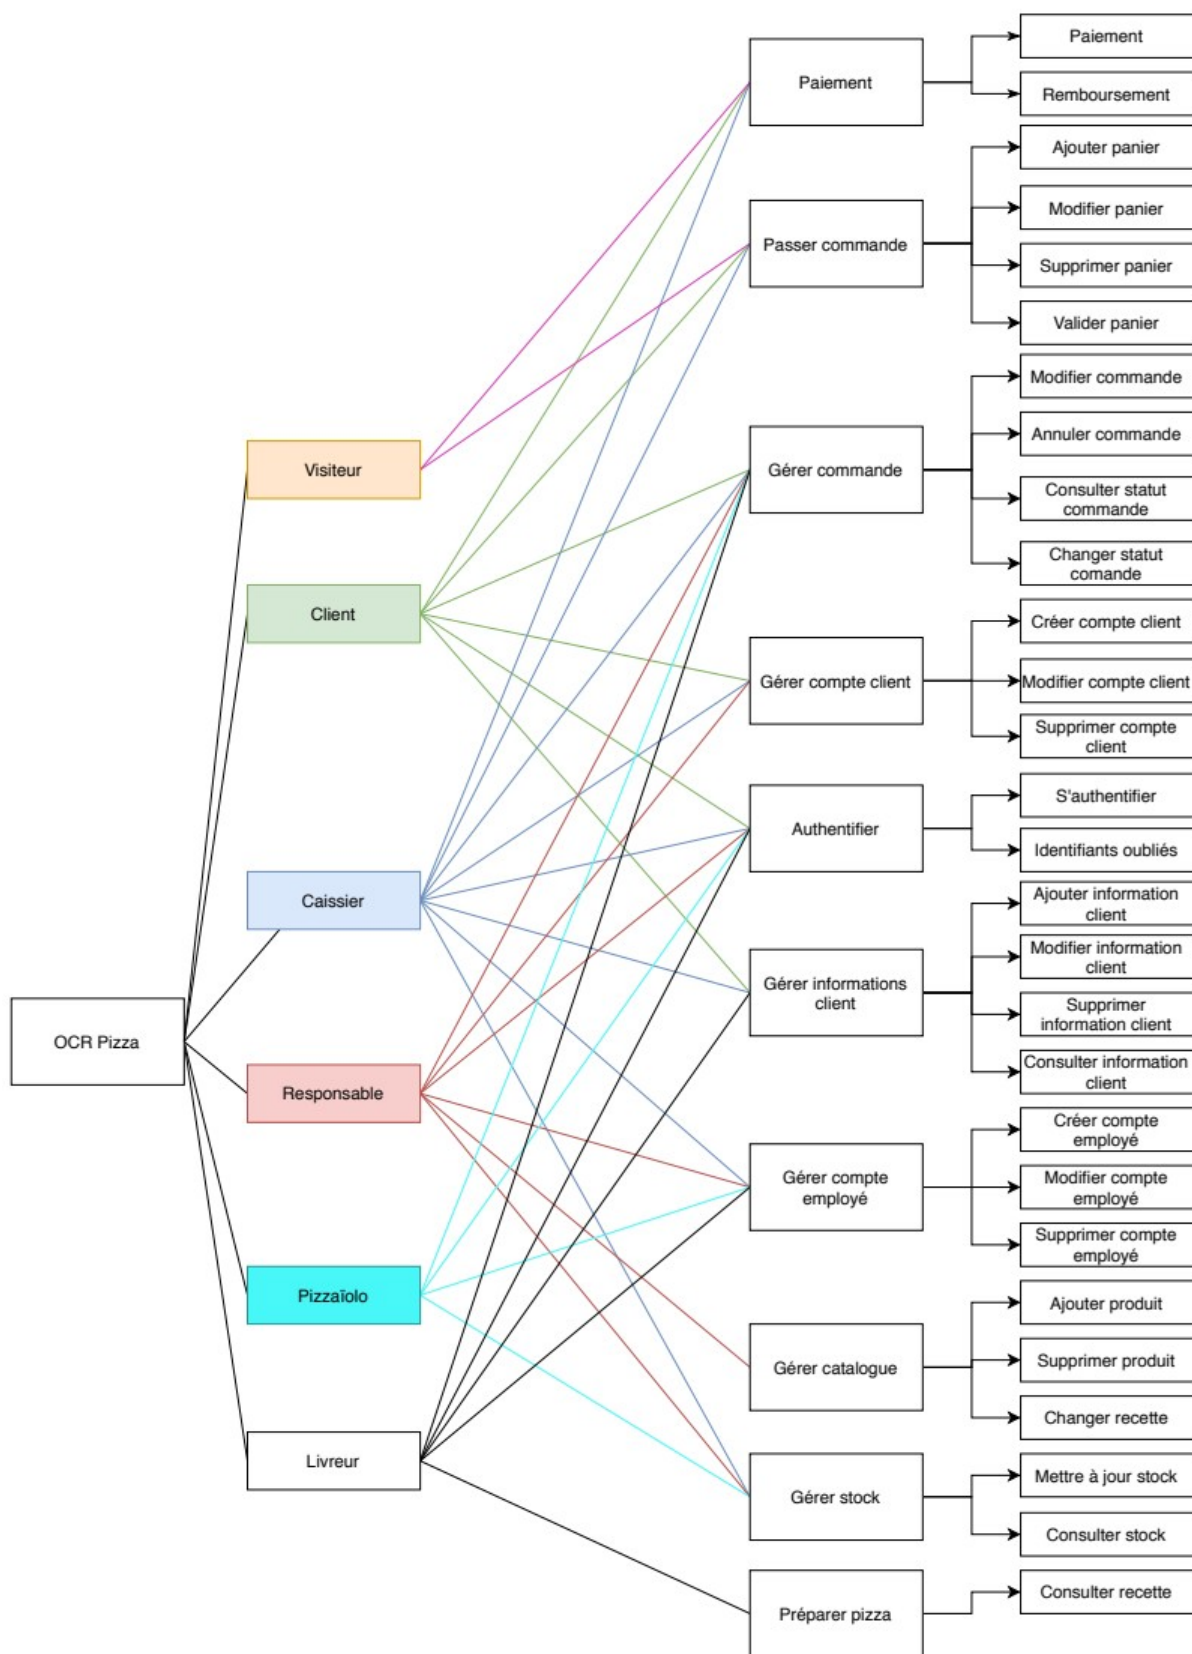 OCR Pizza
Visiteur
Client
Caissier
Responsable
Pizzaïolo
Livreur
Paiement
Passer commande
Gérer commande
Gérer compte client
Authentifier
Gérer informations
client
Gérer compte
employé
Gérer catalogue
Gérer stock
Préparer pizza
Paiement
Remboursement
Ajouter panier
Modifier panier
Supprimer panier
Valider panier
Modifier commande
Annuler commande
Consulter statut
commande
Changer statut
comande
Créer compte client
Modifier compte client
Supprimer compte
client
S'authentifier
Identifiants oubliés
Ajouter information
client
Modifier information
client
Supprimer
information client
Consulter information
client
Créer compte
employé
Modifier compte
employé
Supprimer compte
employé
Ajouter produit
Supprimer produit
Changer recette
Mettre à jour stock
Consulter stock
Consulter recette